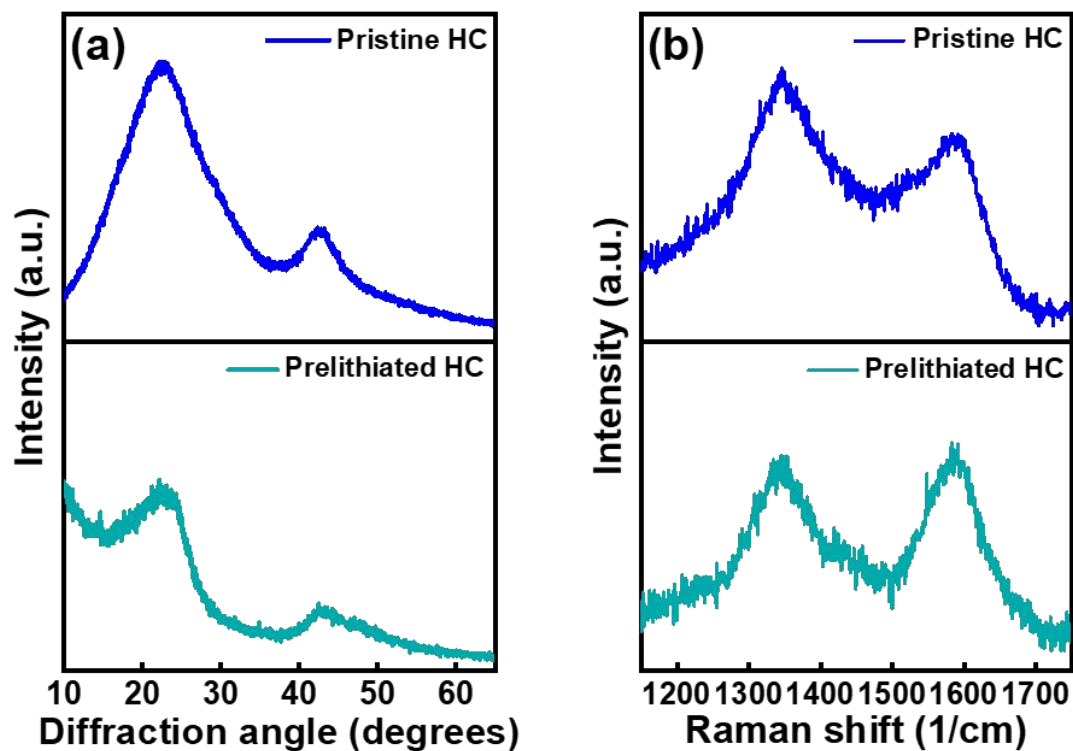 (a)
Pristine HC
Prelithiated HC
Intensity (a.u.)
10 20 30 40 50 60
Diffraction angle (degrees)
(b)
Pristine HC
Prelithiated HC
Intensity (a.u.)
1200 1300 1400 1500 1600 1700
Raman shift (1/cm)